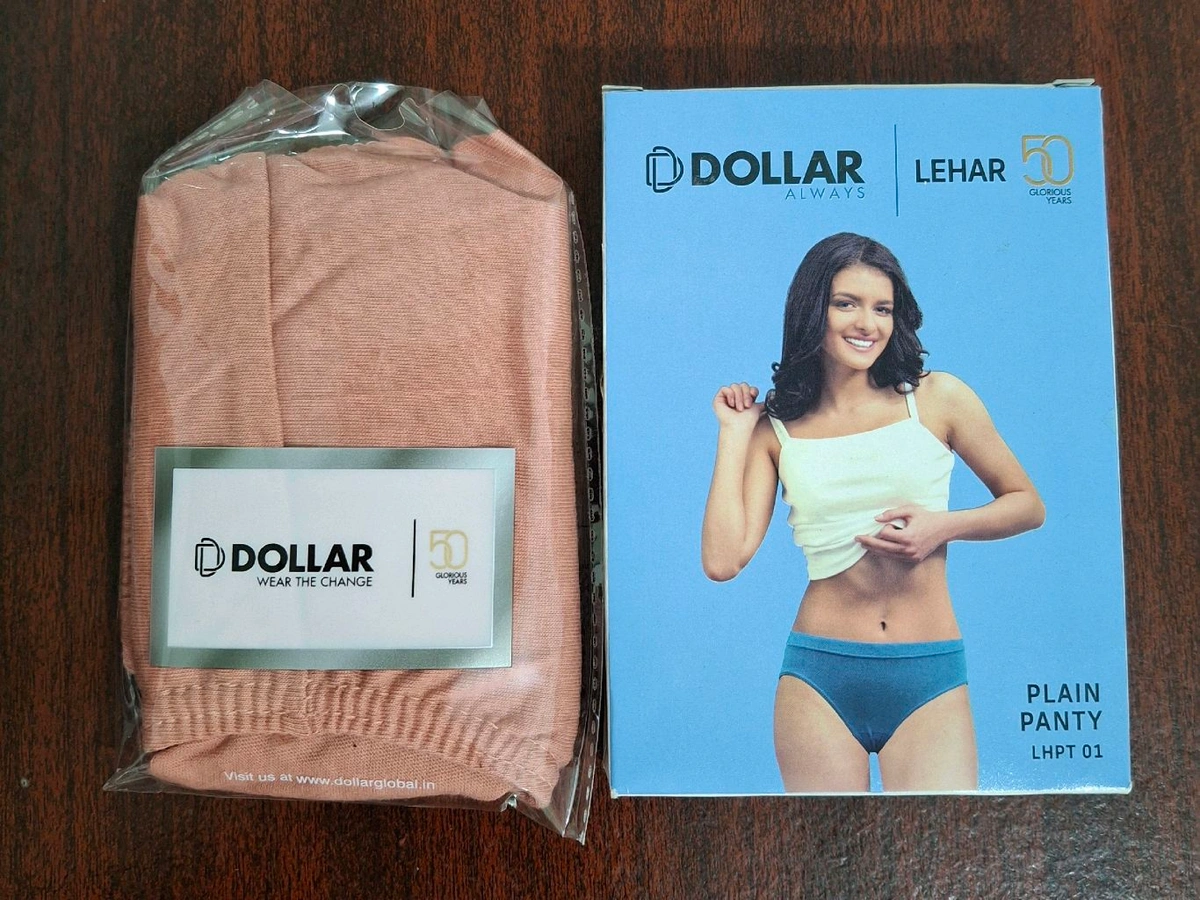 DOLLAR
WEAR THE CHANGE
50
GLORIOUS
YEARS
Visit us at www.dollarglobal.in
DOLLAR
ALWAYS
LEHAR
50
GLORIOUS
YEARS
PLAIN
PANTY
LHPT 01